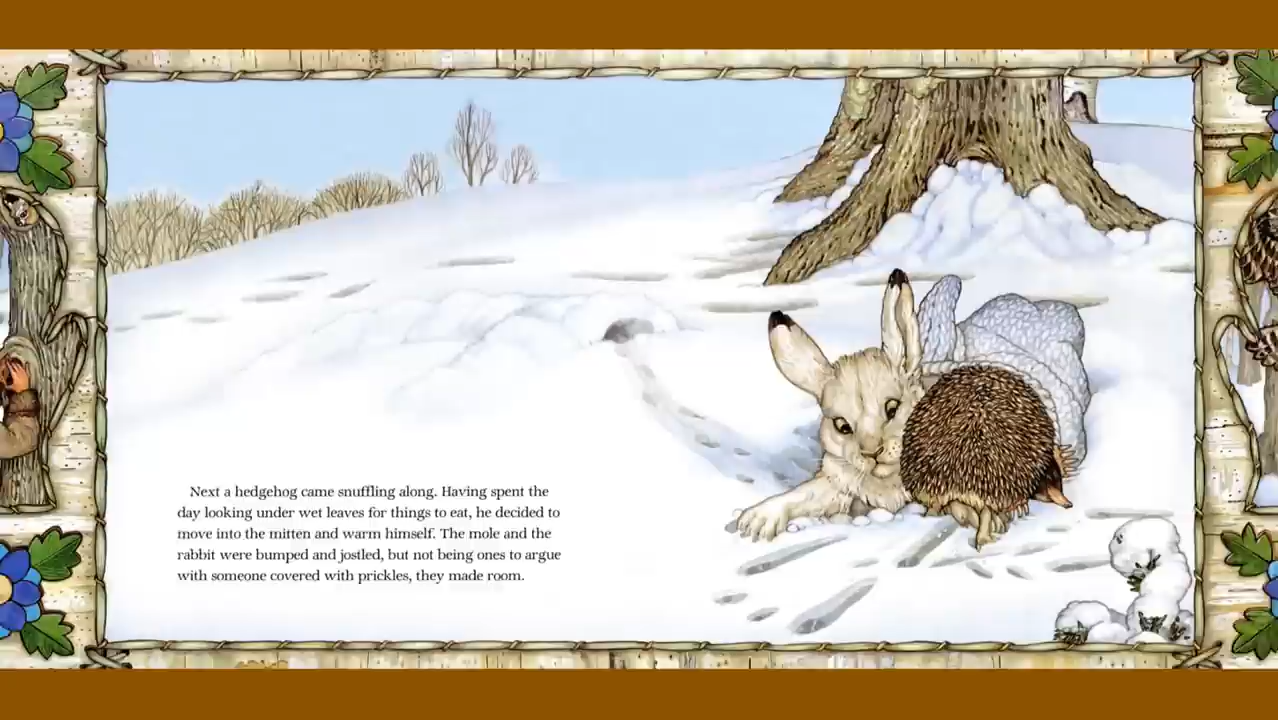 Next a hedgehog came snuffling along. Having spent the
day looking under wet leaves for things to eat, he decided to
move into the mitten and warm himself. The mole and the
rabbit were bumped and jostled, but not being ones to argue
with someone covered with prickles, they made room.